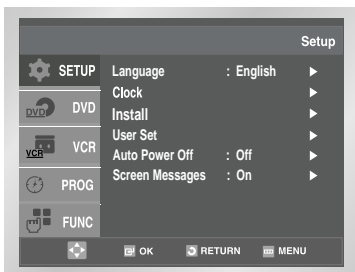 Setup
SETUP
DVD DVD
VCR VCR
PROG
FUNC
Language : English ►
Clock ►
Install ►
User Set ►
Auto Power Off : Off ►
Screen Messages : On ►
OK RETURN MENU